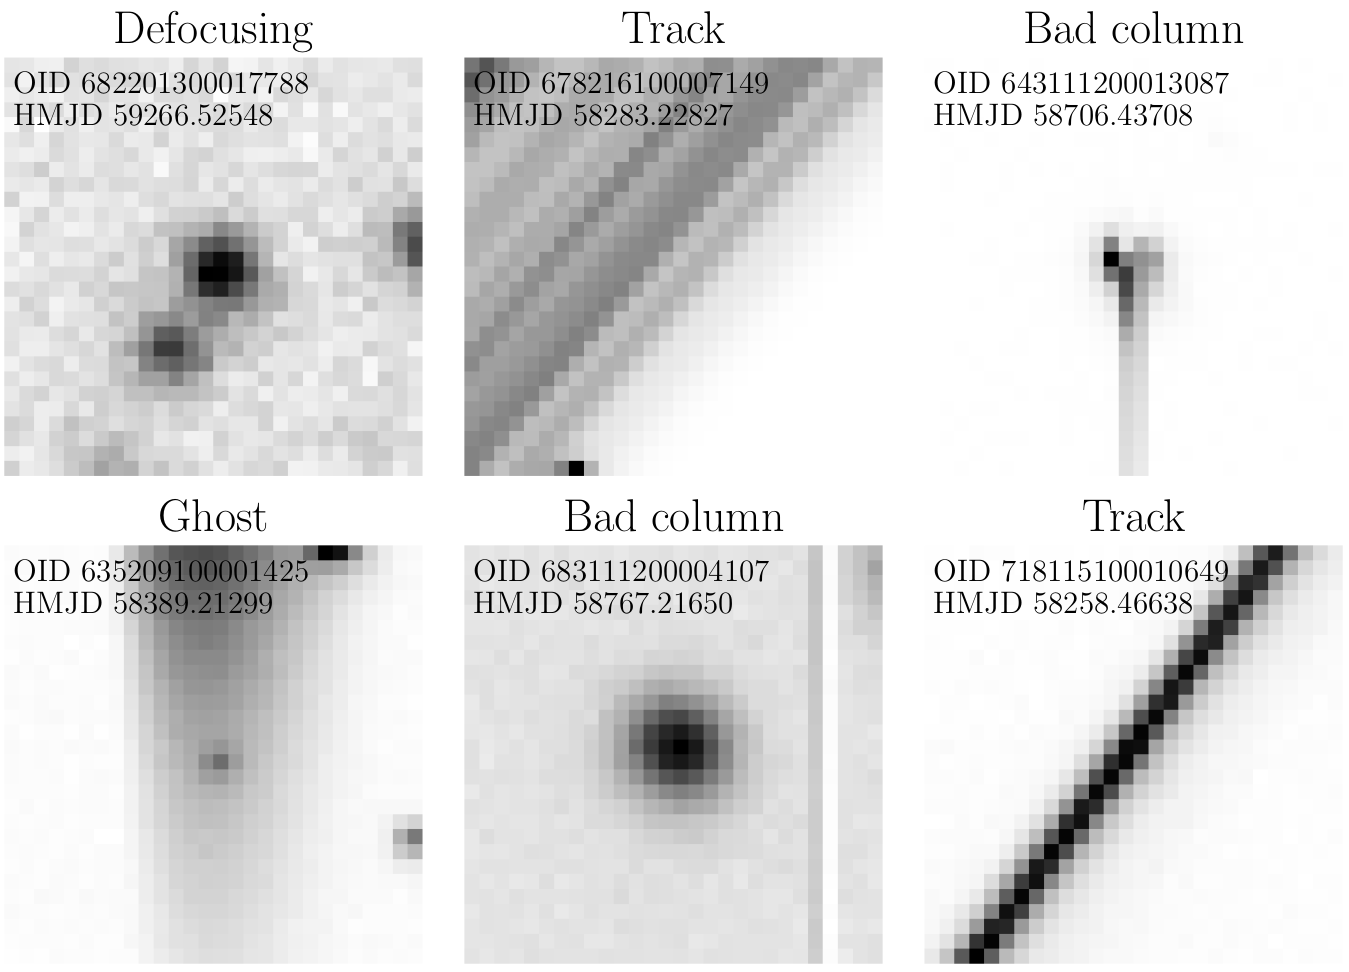 Defocusing
OID 682201300017788
HMJD 59266.52548
Track
OID 678216100007149
HMJD 58283.22827
Bad column
OID 643111200013087
HMJD 58706.43708
Ghost
OID 635209100001425
HMJD 58389.21299
Bad column
OID 683111200004107
HMJD 58767.21650
Track
OID 718115100010649
HMJD 58258.46638